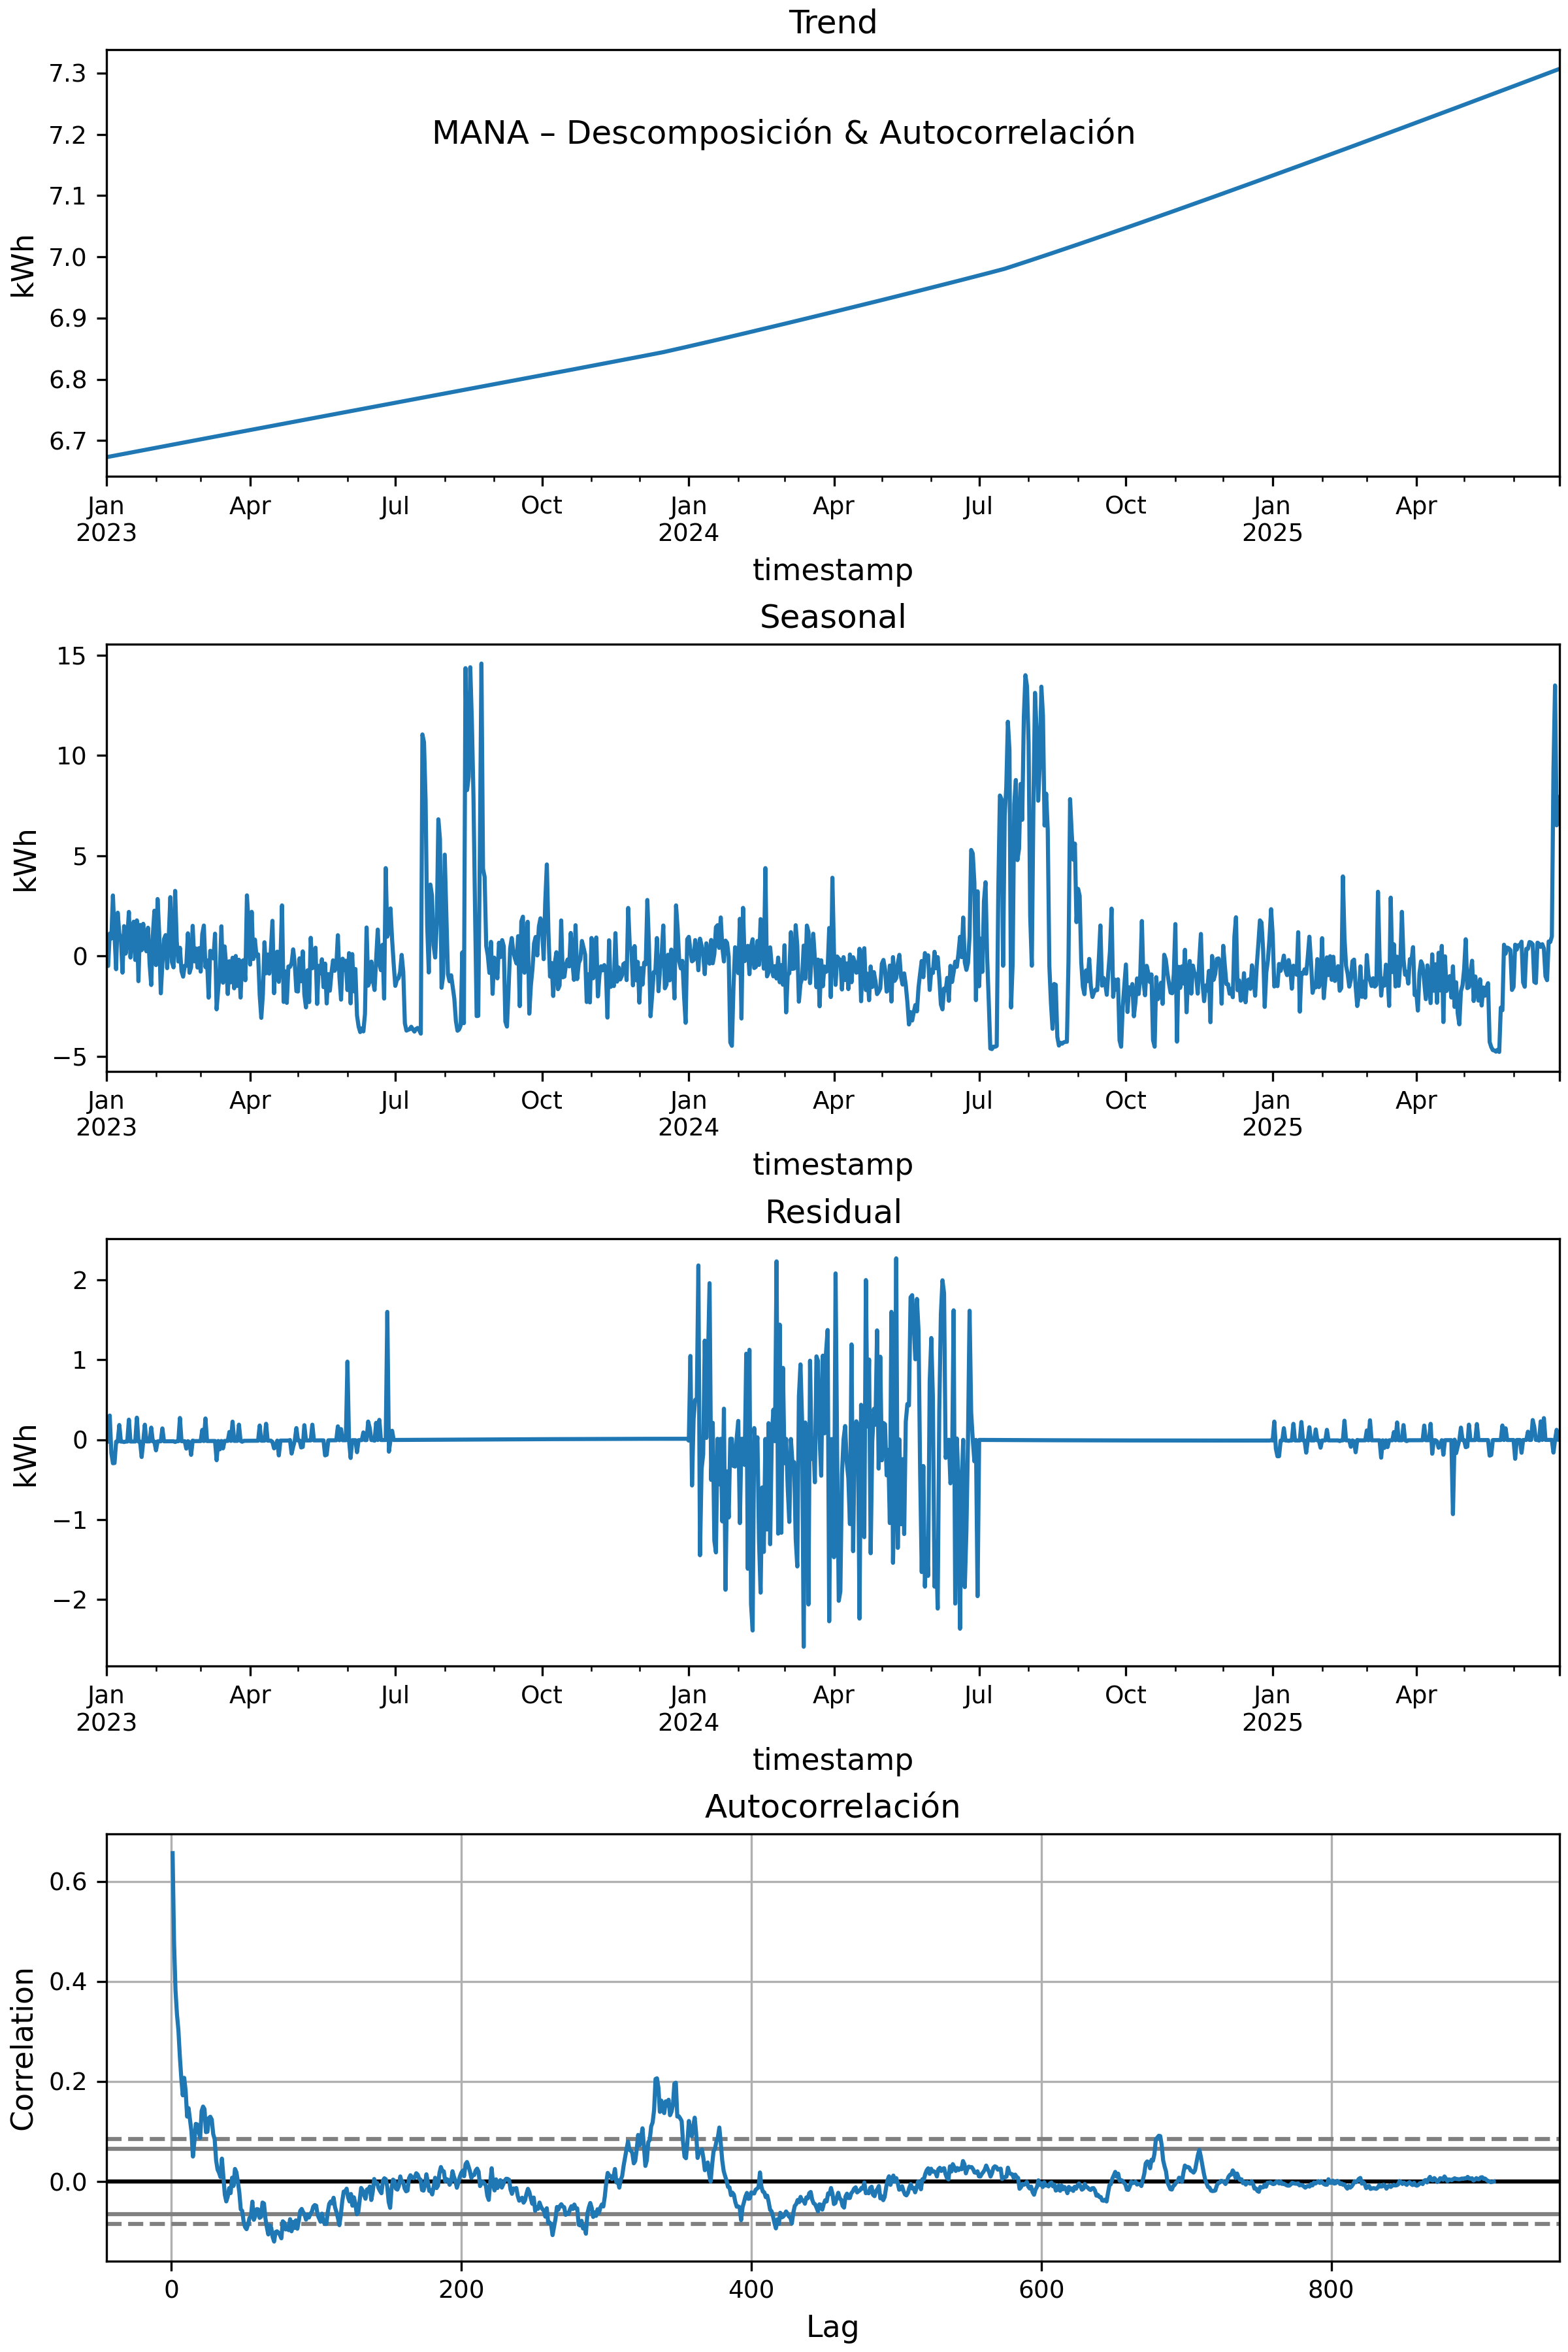 Trend
7.3
7.2
7.1
7.0
6.9
6.8
6.7
kWh
MANA – Descomposición & Autocorrelación
Jan Apr Jul Oct Jan Apr Jul Oct Jan Apr
2023 2024 2025
timestamp
Seasonal
15
10
5
0
−5
kWh
Jan Apr Jul Oct Jan Apr Jul Oct Jan Apr
2023 2024 2025
timestamp
Residual
2
1
0
−1
−2
kWh
Jan Apr Jul Oct Jan Apr Jul Oct Jan Apr
2023 2024 2025
timestamp
Autocorrelación
0.6
0.4
0.2
0.0
Correlation
0 200 400 600 800
Lag